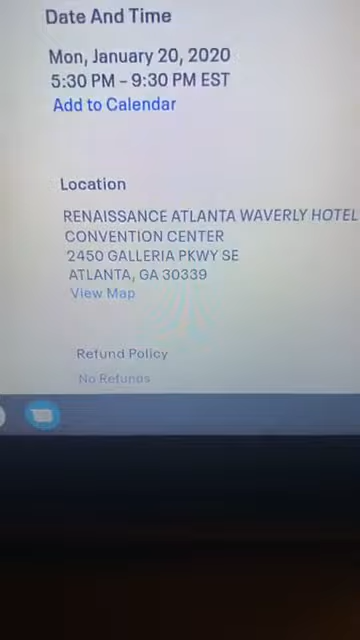 Date And Time
Mon, January 20, 2020
5:30 PM – 9:30 PM EST
Add to Calendar
Location
RENAISSANCE ATLANTA WAVERLY HOTEL
CONVENTION CENTER
2450 GALLERIA PKWY SE
ATLANTA, GA 30339
View Map
Refund Policy
No Refunds